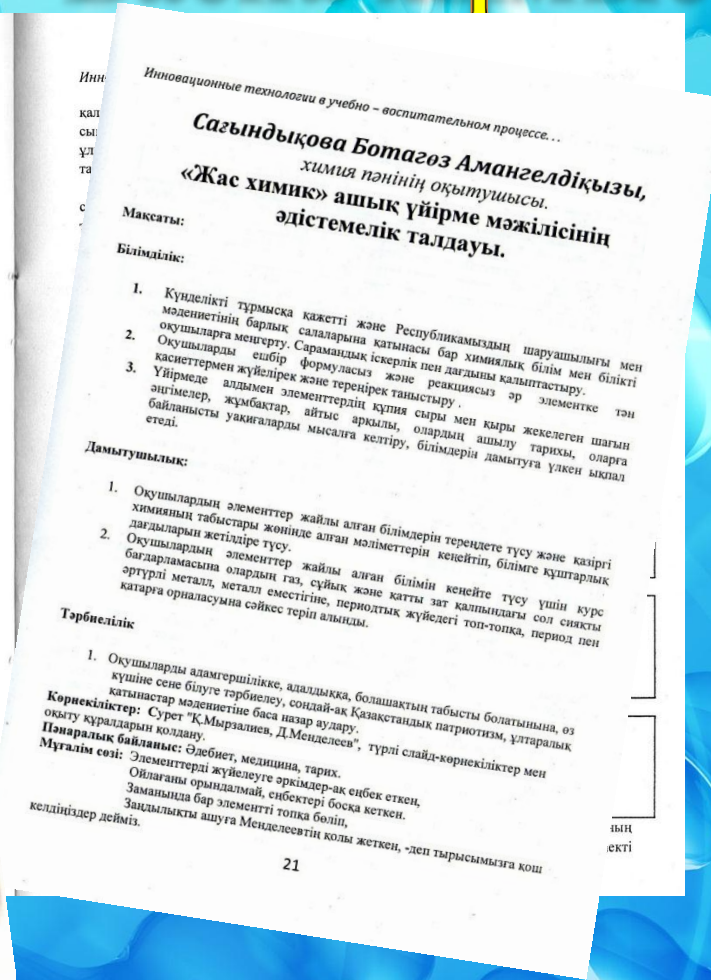 Инновационные технологии в учебно – воспитательном процессе…
Сағындықова Ботагөз Амангелдіқызы,
химия пәнінің оқытушысы.
«Жас химик» ашық үйірме мәжілісінің
әдістемелік талдауы.
Мақсаты:
Білімділік:
1. Күнделікті тұрмысқа қажетті және Республикамыздың шаруашылығы мен
мәдениетінің барлық салаларына қатынасы бар химиялық білім мен білікті
оқушыларға меңгерту. Сарамандық іскерлік пен дағдыны қалыптастыру.
2. Оқушыларды ешбір формуласыз және реакциясыз әр элементке тән
қасиеттермен жүйелірек және тереңірек таныстыру .
3. Үйірмеде алдымен элементтердің құпия сыры мен қыры жекелеген шағын
әңгімелер, жұмбақтар, айтыс арқылы, олардың ашылу тарихы, оларға
байланысты уақиғаларды мысалға келтіру, білімдерін дамытуға үлкен ықпал
етеді.
Дамытушылық:
1. Оқушылардың әлементтер жайлы алған білімдерін тереңдете түсу және қазіргі
химияның табыстары жөнінде алған мәліметтерін кеңейтіп, білімге құштарлық
дағдыларын жетілдіре түсу.
2. Оқушылардың элементтер жайлы алған білімін кеңейте түсу үшін курс
бағдарламасына олардың газ, сұйық және қатты зат қалпындағы сол сияқты
әртүрлі металл, металл еместігіне, периодтық жүйедегі топ-топқа, период пен
қатарға орналасуына сәйкес теріп алынды.
Тәрбиелілік
1. Оқушыларды адамгершілікке, адалдыққа, болашақтың табысты болатынына, өз
күшіне сене білуге тәрбиелеу, сондай-ақ Қазақстандық патриотизм, ұлтаралық
қатынастар мәдениетіне баса назар аудару.
Көрнекіліктер: Сурет "Қ.Мырзалиев, Д.Менделеев", түрлі слайд-көрнекіліктер мен
оқыту құралдарын қолдану.
Пәнаралық байланыс: Әдебиет, медицина, тарих.
Мұғалім сөзі: Элементтерді жүйелеуге әркімдер-ақ еңбек еткен,
Ойлағаны орындалмай, еңбектері босқа кеткен.
Заманында бар элементті топқа бөліп,
Заңдылықты ашуға Менделеевтің қолы жеткен, -деп тырысымызға қош
келдіңіздер дейміз.
21